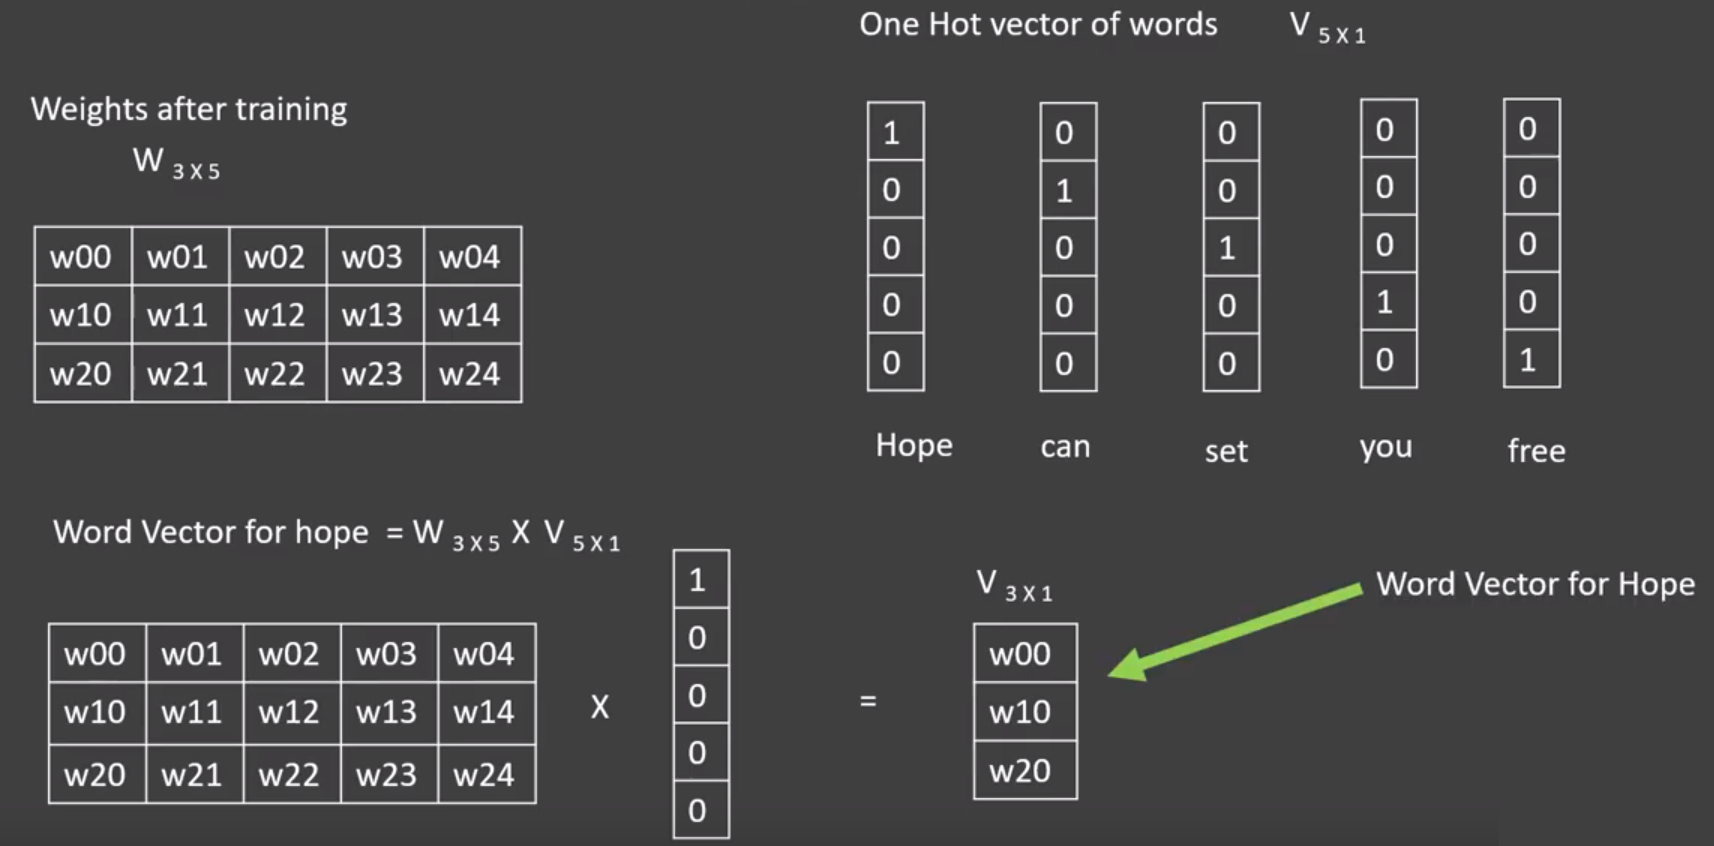 One Hot vector of words V 5 X 1
Weights after training
W 3 X 5
w00 w01 w02 w03 w04
w10 w11 w12 w13 w14
w20 w21 w22 w23 w24
1 0 0 0 0
0 1 0 0 0
0 0 1 0 0
0 0 0 1 0
0 0 0 0 1
Hope can set you free
Word Vector for hope = W 3 X 5 X V 5 X 1
w00 w01 w02 w03 w04
w10 w11 w12 w13 w14
w20 w21 w22 w23 w24
X
1
0
0
0
0
=
V 3 X 1
w00
w10
w20
Word Vector for Hope